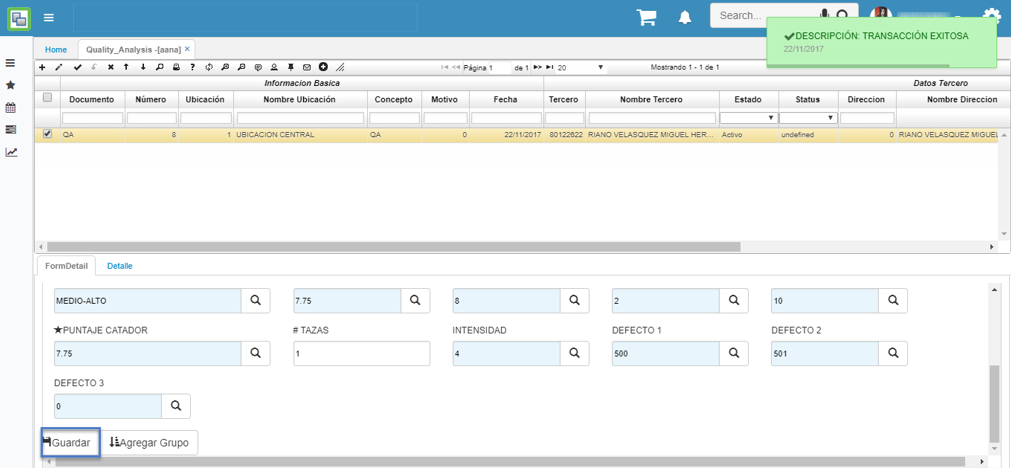 Search...
✔DESCRIPCIÓN: TRANSACCIÓN EXITOSA
22/11/2017
Home Quality_Analysis -[aana] ×
Página 1 de 1 20 Mostrando 1 - 1 de 1
Informacion Basica Datos Tercero
Documento Número Ubicación Nombre Ubicación Concepto Motivo Fecha Tercero Nombre Tercero Estado Status Direccion Nombre Direccion
QA 8 1 UBICACION CENTRAL QA 0 22/11/2017 80122622 RIANO VELASQUEZ MIGUEL HER... Activo undefined 0 RIANO VELASQUEZ MIGUEL
FormDetail Detalle
MEDIO-ALTO 7.75 8 2 10
★PUNTAJE CATADOR # TAZAS INTENSIDAD DEFECTO 1 DEFECTO 2
7.75 1 4 500 501
DEFECTO 3
0
Guardar Agregar Grupo